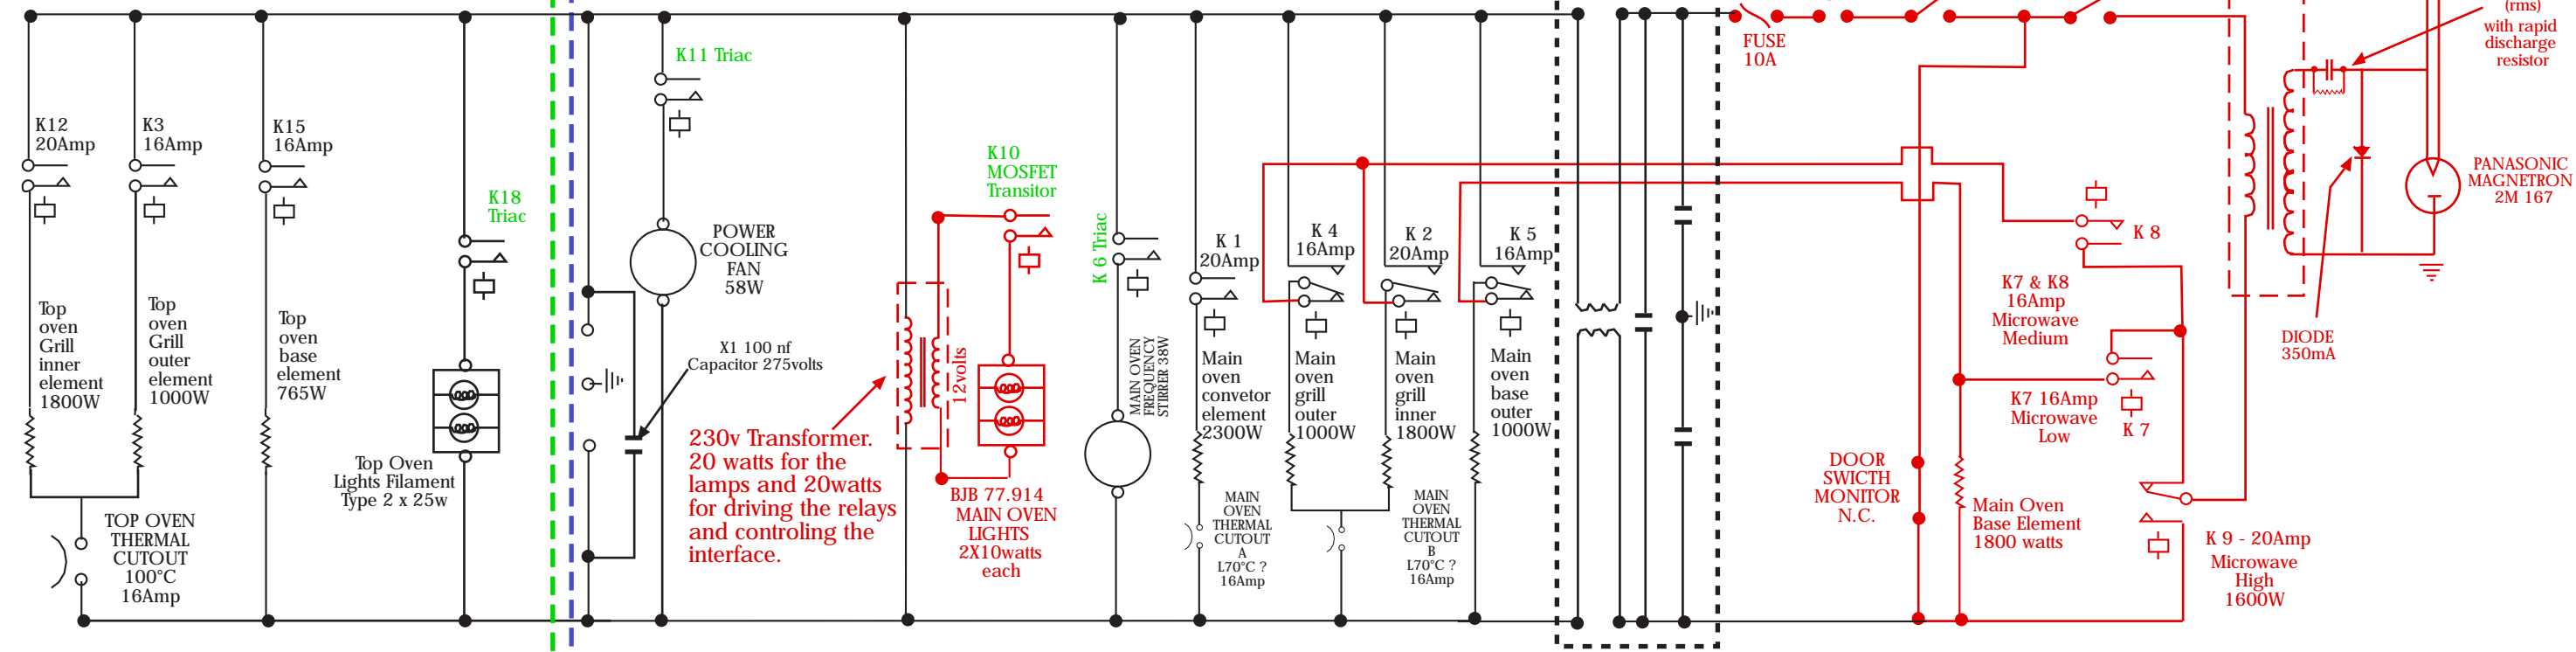 K12
20Amp
K3
16Amp
K15
16Amp
K18
Triac
Top
oven
Grill
inner
element
1800W
Top
oven
Grill
outer
element
1000W
Top
oven
base
element
765W
Top Oven
Lights Filament
Type 2 x 25w
TOP OVEN
THERMAL
CUTOUT
100°C
16Amp
K11 Triac
POWER
COOLING
FAN
58W
X1 100 nf
Capacitor 275volts
230v Transformer.
20 watts for the
lamps and 20watts
for driving the relays
and controling the
interface.
12volts
K10
MOSFET
Transitor
BJB 77.914
MAIN OVEN
LIGHTS
2X10watts
each
K 6 Triac
MAIN OVEN
FREQUENCY
STIRRER 38W
K 1
20Amp
K 4
16Amp
K 2
20Amp
K 5
16Amp
Main
oven
convetor
element
2300W
Main
oven
grill
outer
1000W
Main
oven
grill
inner
1800W
Main
oven
base
outer
1000W
MAIN
OVEN
THERMAL
CUTOUT
A
L70°C ?
16Amp
MAIN
OVEN
THERMAL
CUTOUT
B
L70°C ?
16Amp
FUSE
10A
(rms)
with rapid
discharge
resistor
PANASONIC
MAGNETRON
2M 167
K 8
K7 & K8
16Amp
Microwave
Medium
DIODE
350mA
K7 16Amp
Microwave
Low
K 7
DOOR
SWICTH
MONITOR
N.C.
Main Oven
Base Element
1800 watts
K 9 - 20Amp
Microwave
High
1600W